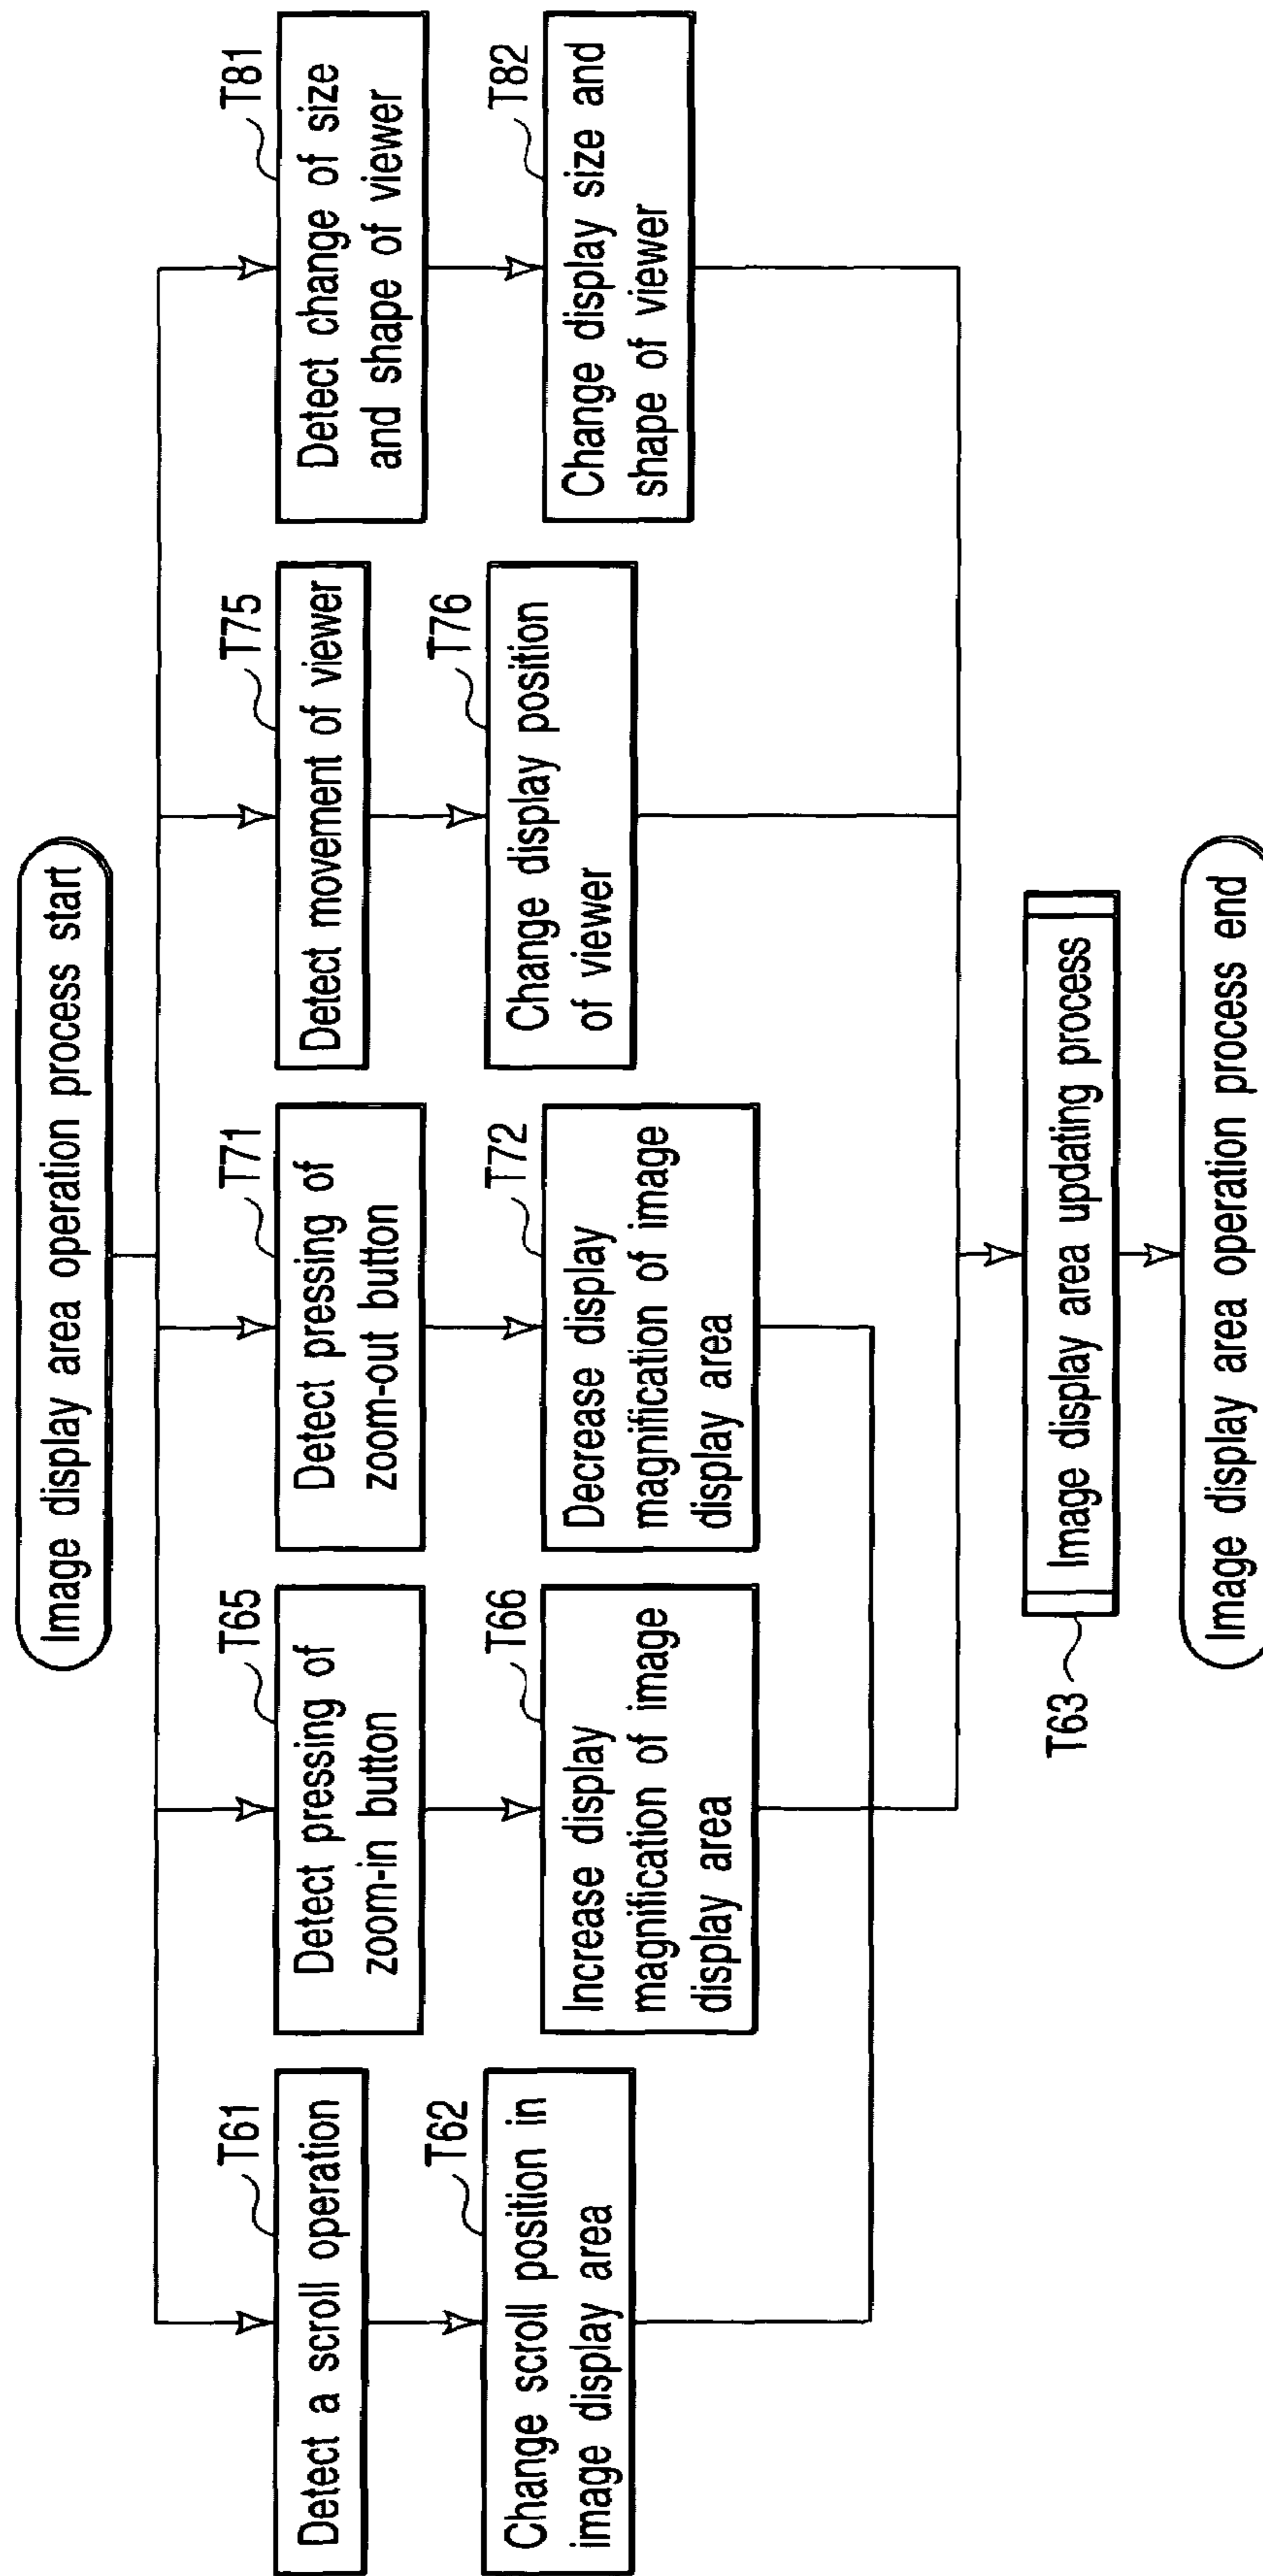 Image display area operation process start
T61
Detect a scroll operation
T62
Change scroll position in
image display area
T65
Detect pressing of
zoom-in button
T66
Increase display
magnification of image
display area
T71
Detect pressing of
zoom-out button
T72
Decrease display
magnification of image
display area
T75
Detect movement of viewer
T76
Change display position
of viewer
T81
Detect change of size
and shape of viewer
T82
Change display size and
shape of viewer
T63
Image display area updating process
Image display area operation process end